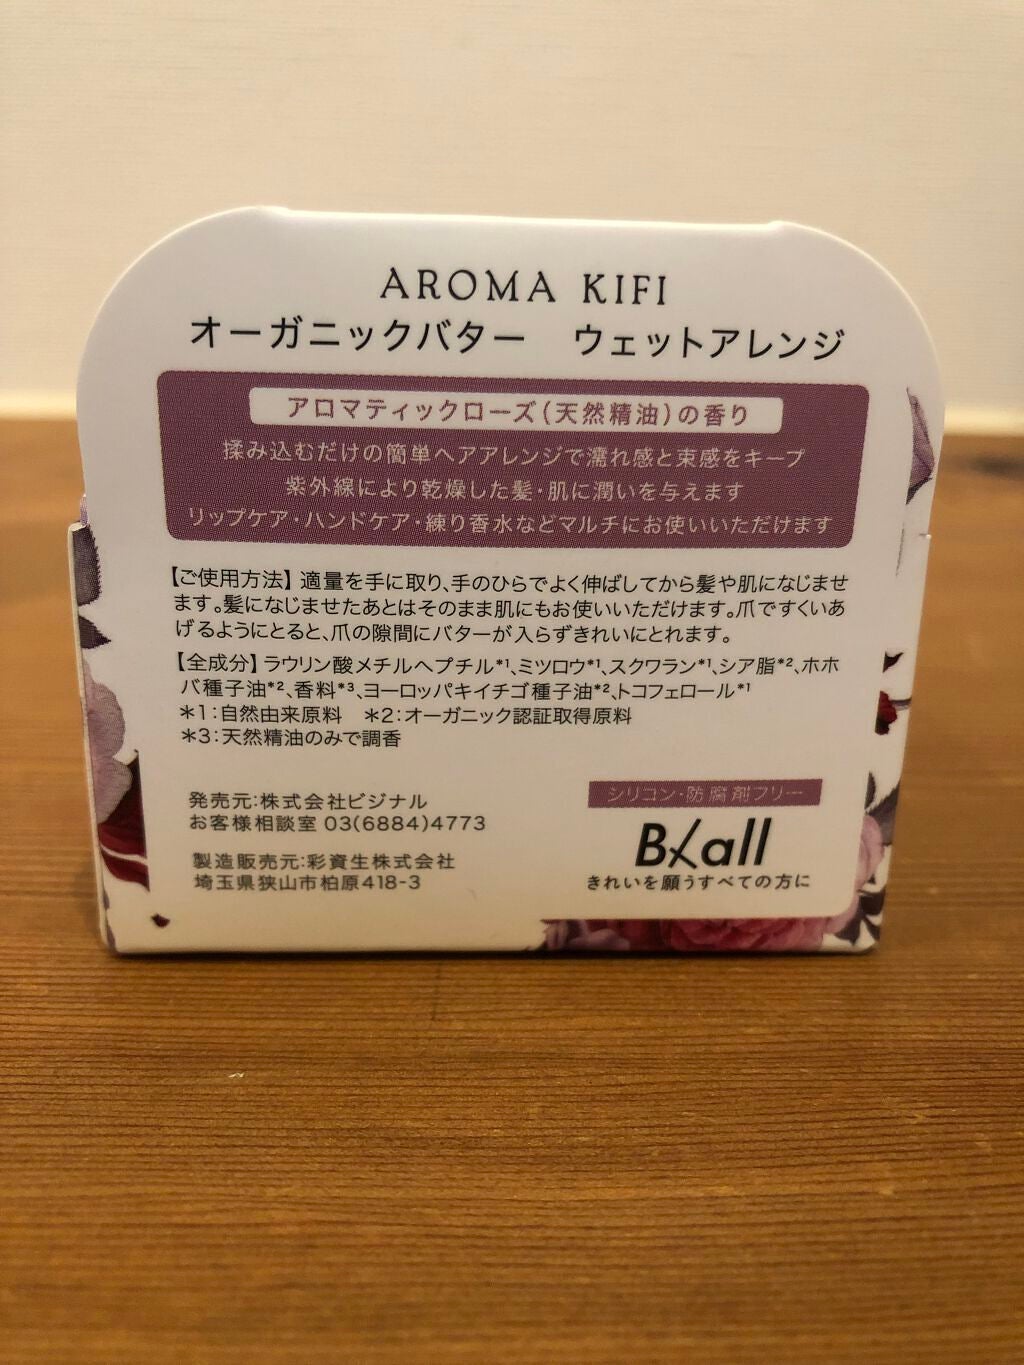 AROMA KIFI
オーガニックバター ウェットアレンジ
アロマティックローズ(天然精油)の香り
揉み込むだけの簡単ヘアアレンジで濡れ感と束感をキープ
紫外線により乾燥した髪・肌に潤いを与えます
リップケア・ハンドケア・練り香水などマルチにお使いいただけます
【ご使用方法】適量を手に取り、手のひらでよく伸ばしてから髪や肌になじませ
ます。髪になじませたあとはそのまま肌にもお使いいただけます。爪ですくいあ
げるようにとると、爪の隙間にバターが入らずきれいにとれます。
【全成分】ラウリン酸メチルヘプチル*1、ミツロウ*1、スクワラン*1、シア脂*2、ホホ
バ種子油*2、香料*3、ヨーロッパキイチゴ種子油*2、トコフェロール*1
*1:自然由来原料 *2:オーガニック認証取得原料
*3:天然精油のみで調香
発売元:株式会社ビジナル
お客様相談室 03(6884)4773
製造販売元:彩資生株式会社
埼玉県狭山市柏原418-3
シリコン・防腐剤フリー
B/all
きれいを願うすべての方に